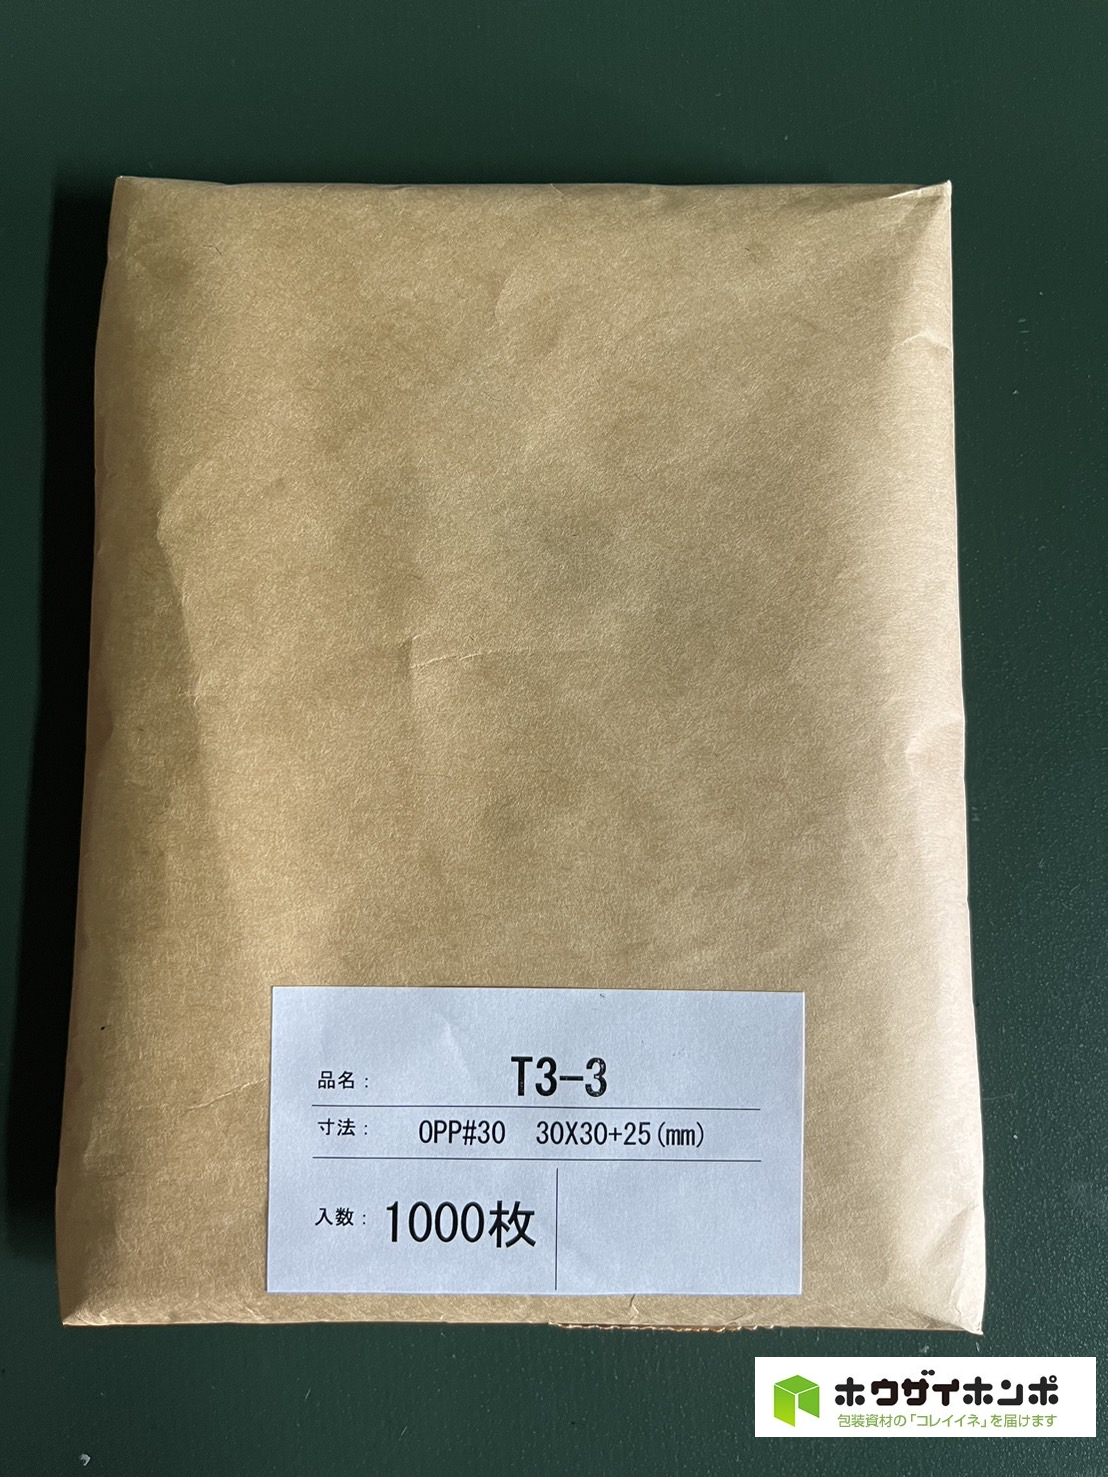 品名： T3-3
寸法： OPP#30 30X30+25(mm)
入数： 1000枚
ホウザイホンポ
包装資材の「コレイイネ」を届けます